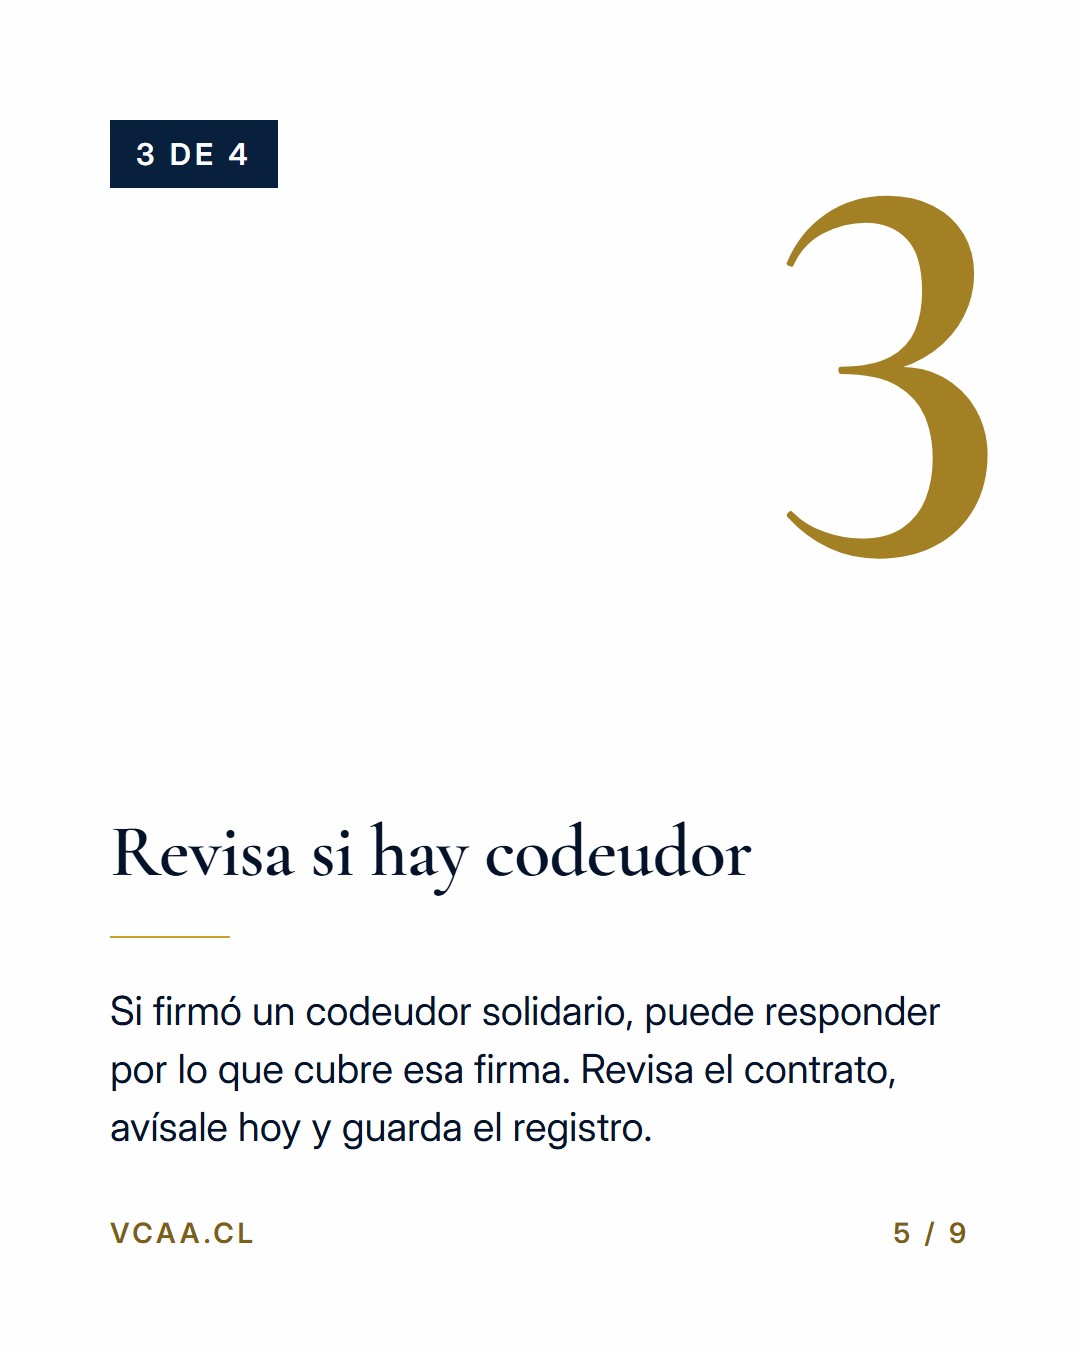 3 DE 4
3
Revisa si hay codeudor
Si firmó un codeudor solidario, puede responder
por lo que cubre esa firma. Revisa el contrato,
avísale hoy y guarda el registro.
VCAA.CL
5 / 9